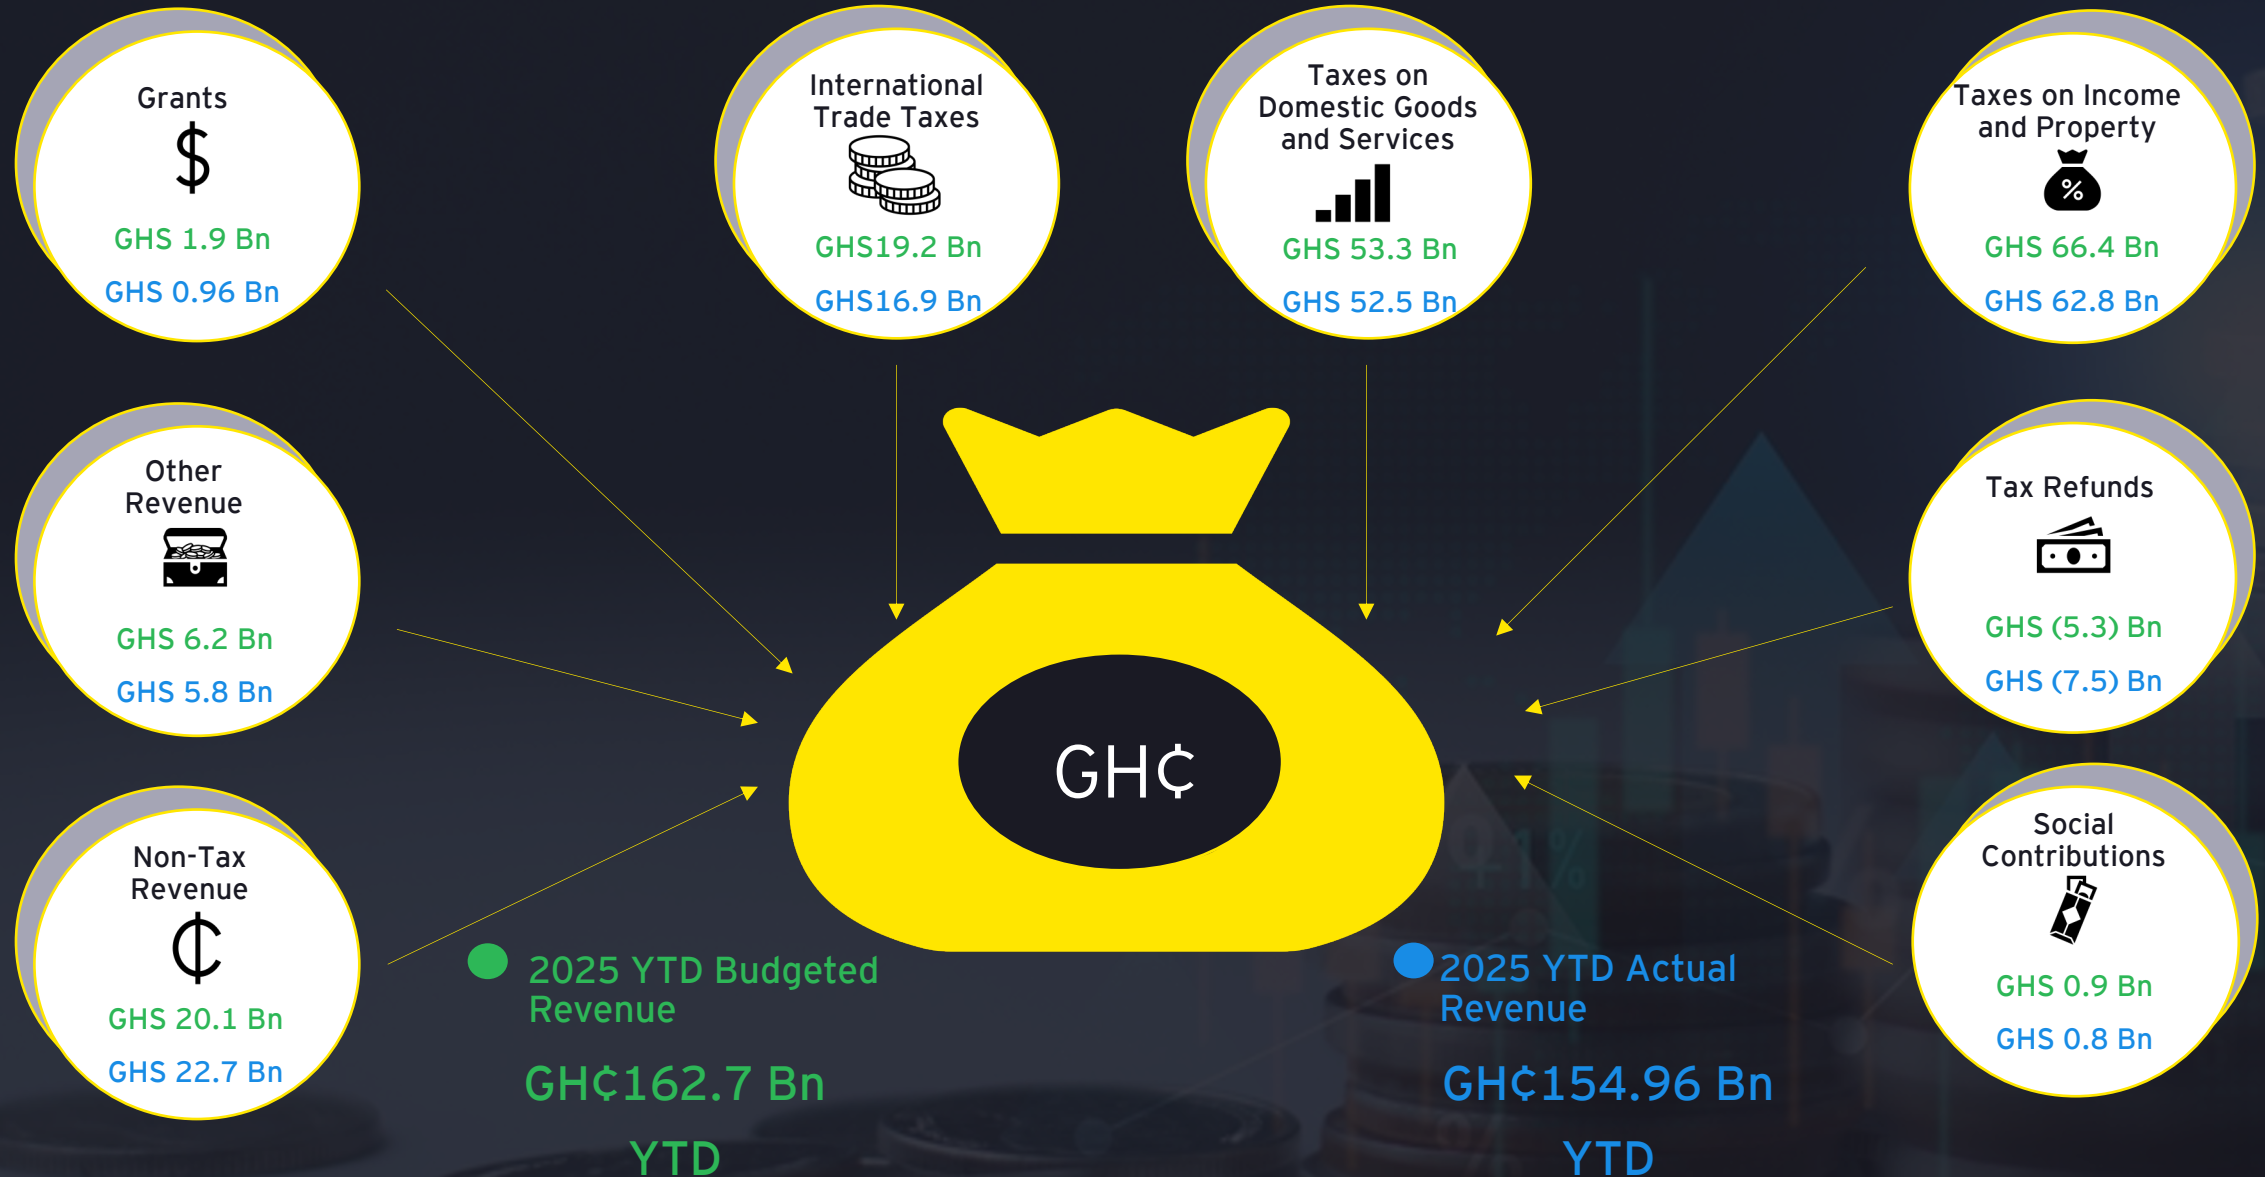 Grants
$
GHS 1.9 Bn
GHS 0.96 Bn
International
Trade Taxes
GHS19.2 Bn
GHS16.9 Bn
Taxes on
Domestic Goods
and Services
GHS 53.3 Bn
GHS 52.5 Bn
Taxes on Income
and Property
%
GHS 66.4 Bn
GHS 62.8 Bn
Other
Revenue
GHS 6.2 Bn
GHS 5.8 Bn
Tax Refunds
GHS (5.3) Bn
GHS (7.5) Bn
GH₵
Non-Tax
Revenue
₵
GHS 20.1 Bn
GHS 22.7 Bn
Social
Contributions
GHS 0.9 Bn
GHS 0.8 Bn
2025 YTD Budgeted
Revenue
GH₵162.7 Bn
YTD
2025 YTD Actual
Revenue
GH₵154.96 Bn
YTD